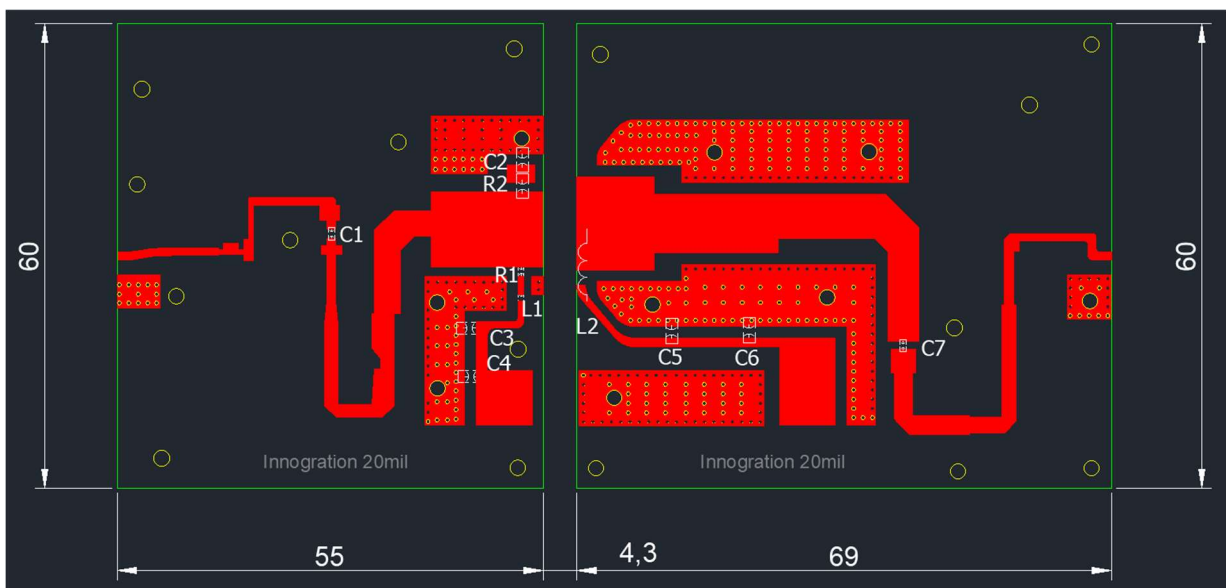 60
C2
R2
C1
R1
L1
C3
C4
L2
C5
C6
C7
60
Innogration 20mil
Innogration 20mil
55
4,3
69